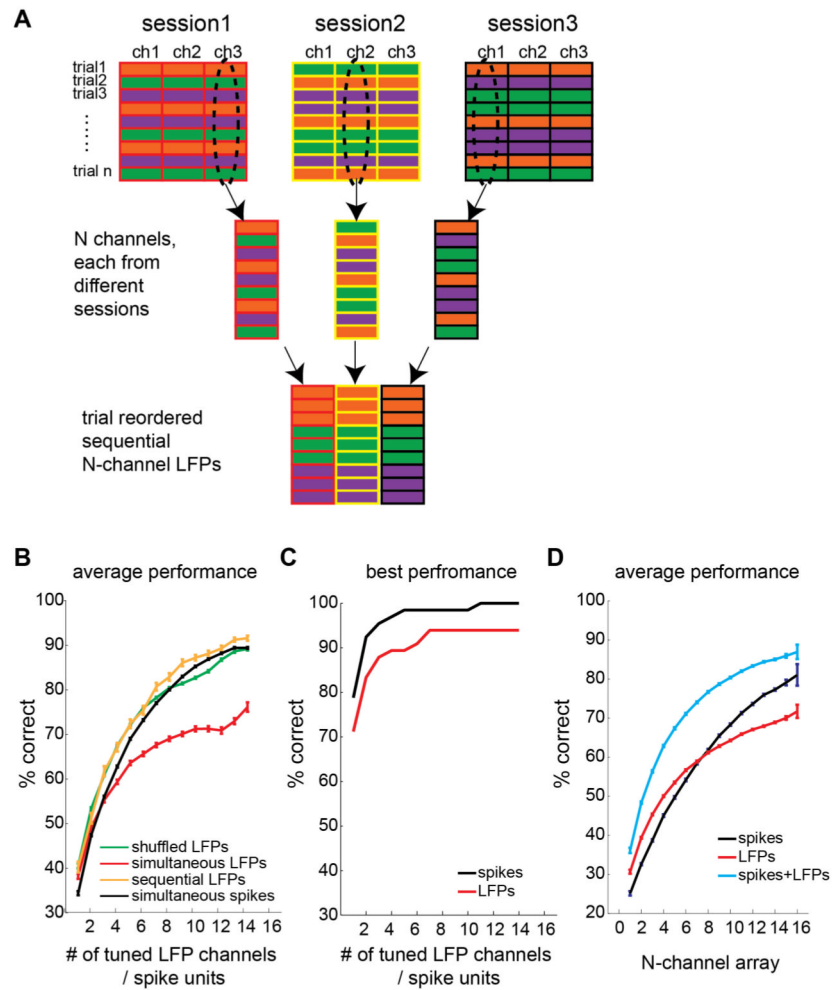 A
session1 session2 session3
ch1 ch2 ch3 ch1 ch2 ch3 ch1 ch2 ch3
trial1
trial2
trial3
trial n
N channels,
each from
different
sessions
trial reordered
sequential
N-channel LFPs
B
average performance
100
90
80
70
60
50
40
30
% correct
shuffled LFPs
simultaneous LFPs
sequential LFPs
simultaneous spikes
2 4 6 8 10 12 14 16
# of tuned LFP channels
/ spike units
C
best perfromance
100
90
80
70
60
50
40
30
% correct
spikes
LFPs
2 4 6 8 10 12 14 16
# of tuned LFP channels
/ spike units
D
average performance
100
90
80
70
60
50
40
30
20
% correct
spikes
LFPs
spikes+LFPs
0 2 4 6 8 10 12 14 16
N-channel array